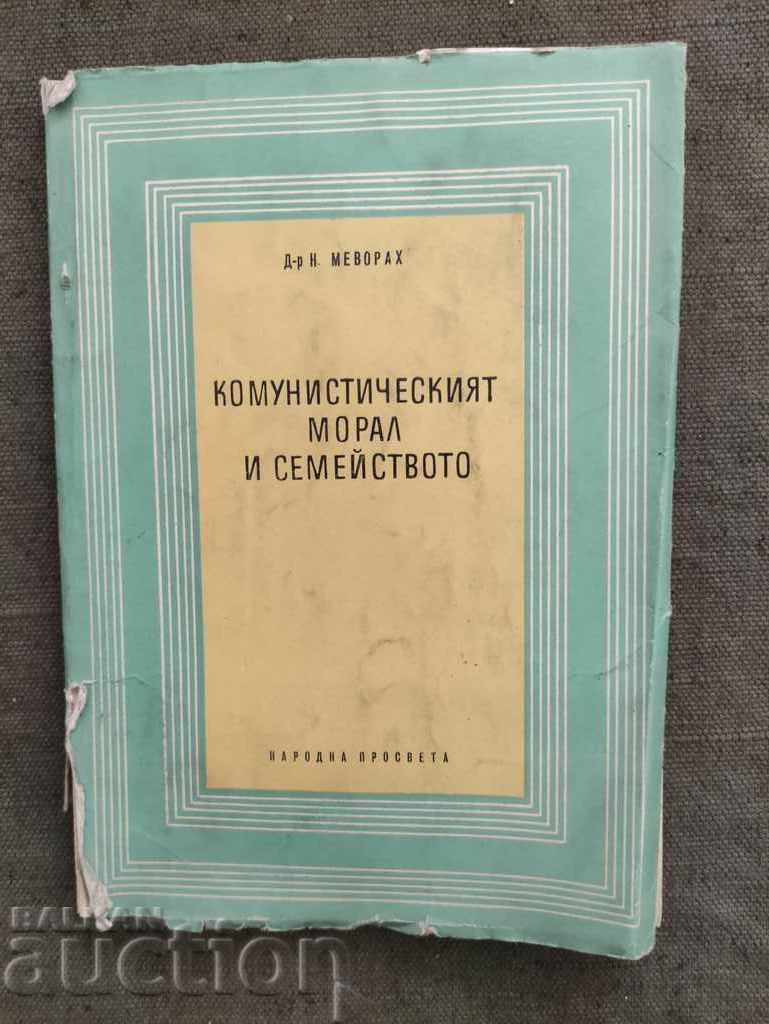 Д-р Н. МЕВОРАХ
КОМУНИСТИЧЕСКИЯТ
МОРАЛ
И СЕМЕЙСТВОТО
НАРОДНА ПРОСВЕТА
BALKAN
auction